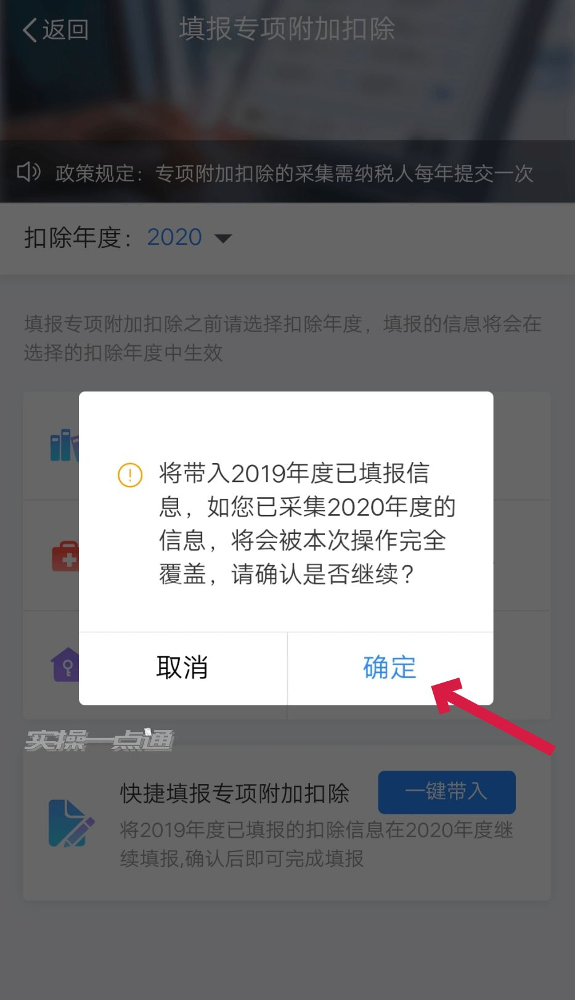 返回
填报专项附加扣除
政策规定：专项附加扣除的采集需纳税人每年提交一次
扣除年度：2020
填报专项附加扣除之前请选择扣除年度，填报的信息将会在
选择的扣除年度中生效
将带入2019年度已填报信
息，如您已采集2020年度的
信息，将会被本次操作完全
覆盖，请确认是否继续？
取消
确定
实操一点通
快捷填报专项附加扣除
一键带入
将2019年度已填报的扣除信息在2020年度继
续填报,确认后即可完成填报